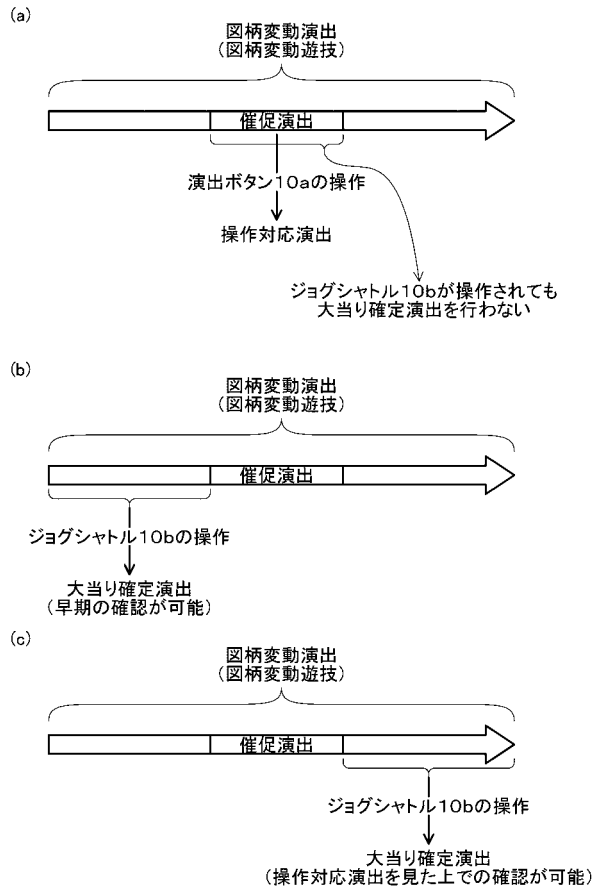 (a)
図柄変動演出
(図柄変動遊技)
催促演出
演出ボタン10aの操作
操作対応演出
ジョグシャトル10bが操作されても
大当り確定演出を行わない
(b)
図柄変動演出
(図柄変動遊技)
催促演出
ジョグシャトル10bの操作
大当り確定演出
(早期の確認が可能)
(c)
図柄変動演出
(図柄変動遊技)
催促演出
ジョグシャトル10bの操作
大当り確定演出
(操作対応演出を見た上での確認が可能)